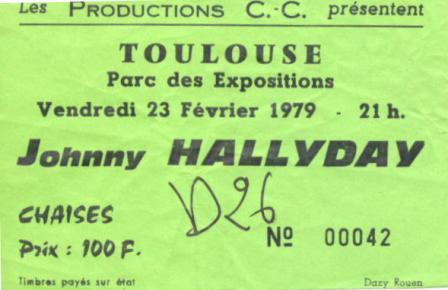 Les PRODUCTIONS C.-C. présentent
TOULOUSE
Parc des Expositions
Vendredi 23 Février 1979 - 21 h.
Johnny HALLYDAY
D26
CHAISES
Prix : 100 F.
Nº 00042
Timbres payés sur état
Dazy Rouen